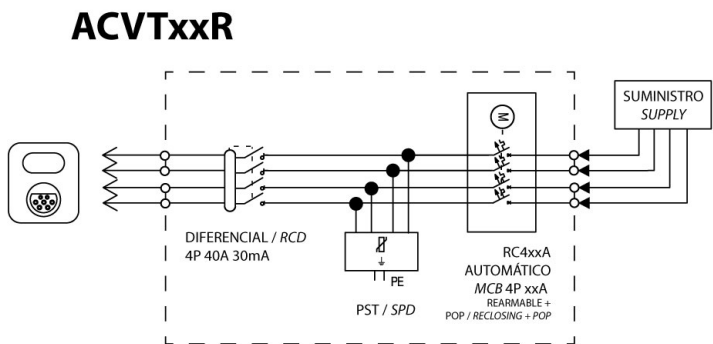 ACVTxxR
SUMINISTRO
SUPPLY
M
DIFERENCIAL / RCD
4P 40A 30mA
PE
PST / SPD
RC4xxA
AUTOMÁTICO
MCB 4P xxA
REARMABLE +
POP / RECLOSING + POP